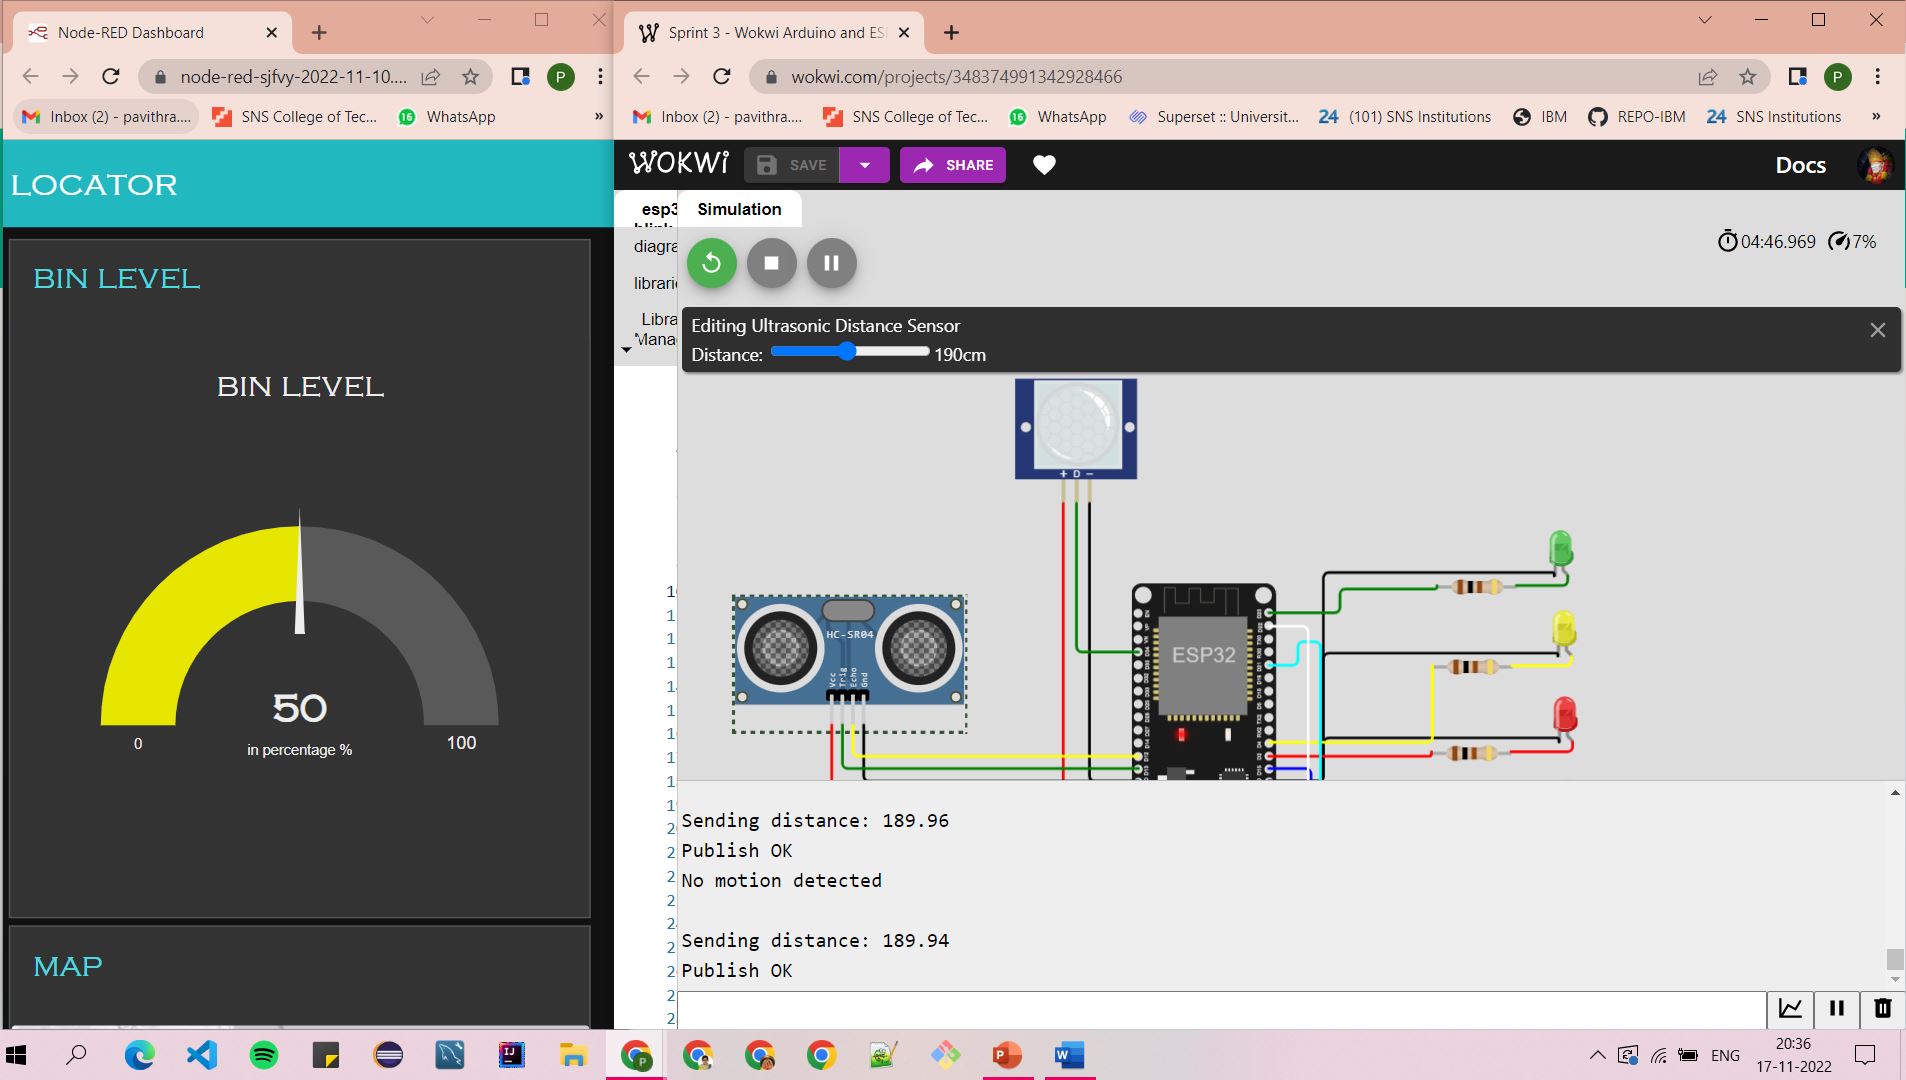 Node-RED Dashboard
node-red-sjfvy-2022-11-10....
P
Inbox (2) - pavithra....
SNS College of Tec...
16
WhatsApp
»
LOCATOR
BIN LEVEL
BIN LEVEL
50
0
in percentage %
100
MAP
Sprint 3 - Wokwi Arduino and ES
wokwi.com/projects/348374991342928466
P
Inbox (2) - pavithra....
SNS College of Tec...
16
WhatsApp
Superset :: Universit...
24
(101) SNS Institutions
IBM
REPO-IBM
24
SNS Institutions
»
WOKWi
SAVE
SHARE
Docs
esp3
diagra
librarie
Libra
Mana
Simulation
04:46.969
7%
Editing Ultrasonic Distance Sensor
Distance:
190cm
+ D -
HC-SR04
Vcc
Trig
Echo
Gnd
ESP32
Sending distance: 189.96
Publish OK
No motion detected
Sending distance: 189.94
Publish OK
ENG
20:36
17-11-2022